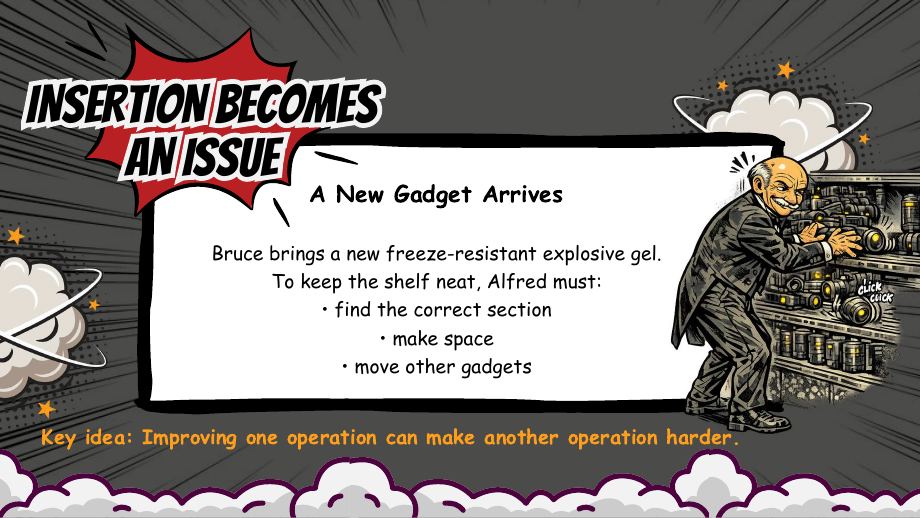 INSERTION BECOMES
AN ISSUE
A New Gadget Arrives
Bruce brings a new freeze-resistant explosive gel.
To keep the shelf neat, Alfred must:
• find the correct section
• make space
• move other gadgets
CLICK
CLICK
Key idea: Improving one operation can make another operation harder.